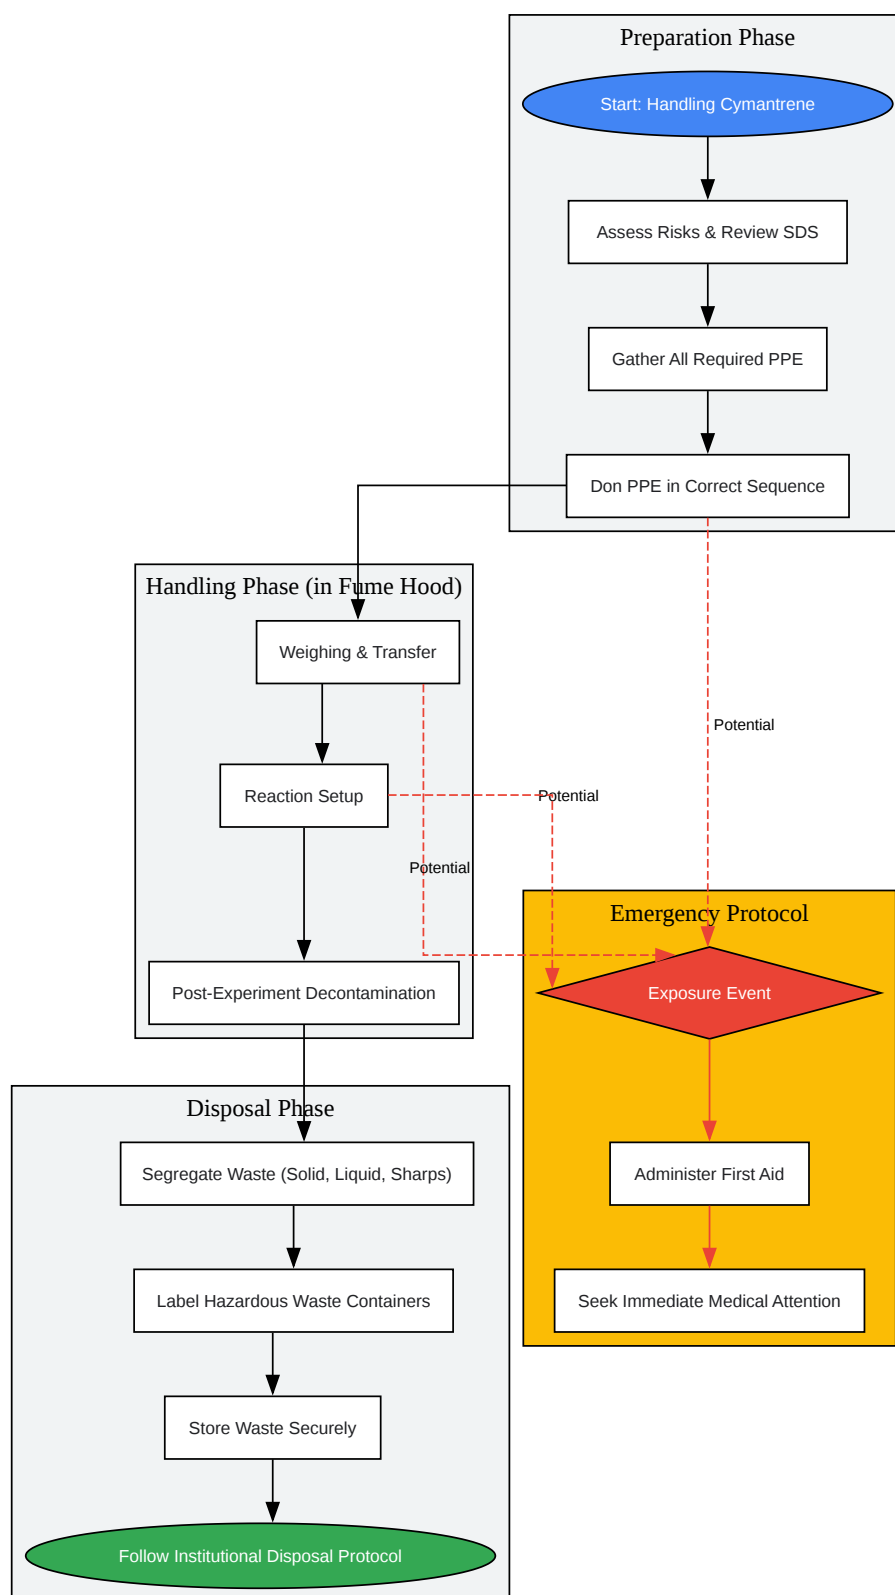 Preparation Phase
Start: Handling Cymantrene
Assess Risks & Review SDS
Gather All Required PPE
Don PPE in Correct Sequence
Handling Phase (in Fume Hood)
Weighing & Transfer
Potential
Reaction Setup
Potential
Potential
Post-Experiment Decontamination
Emergency Protocol
Exposure Event
Administer First Aid
Seek Immediate Medical Attention
Disposal Phase
Segregate Waste (Solid, Liquid, Sharps)
Label Hazardous Waste Containers
Store Waste Securely
Follow Institutional Disposal Protocol